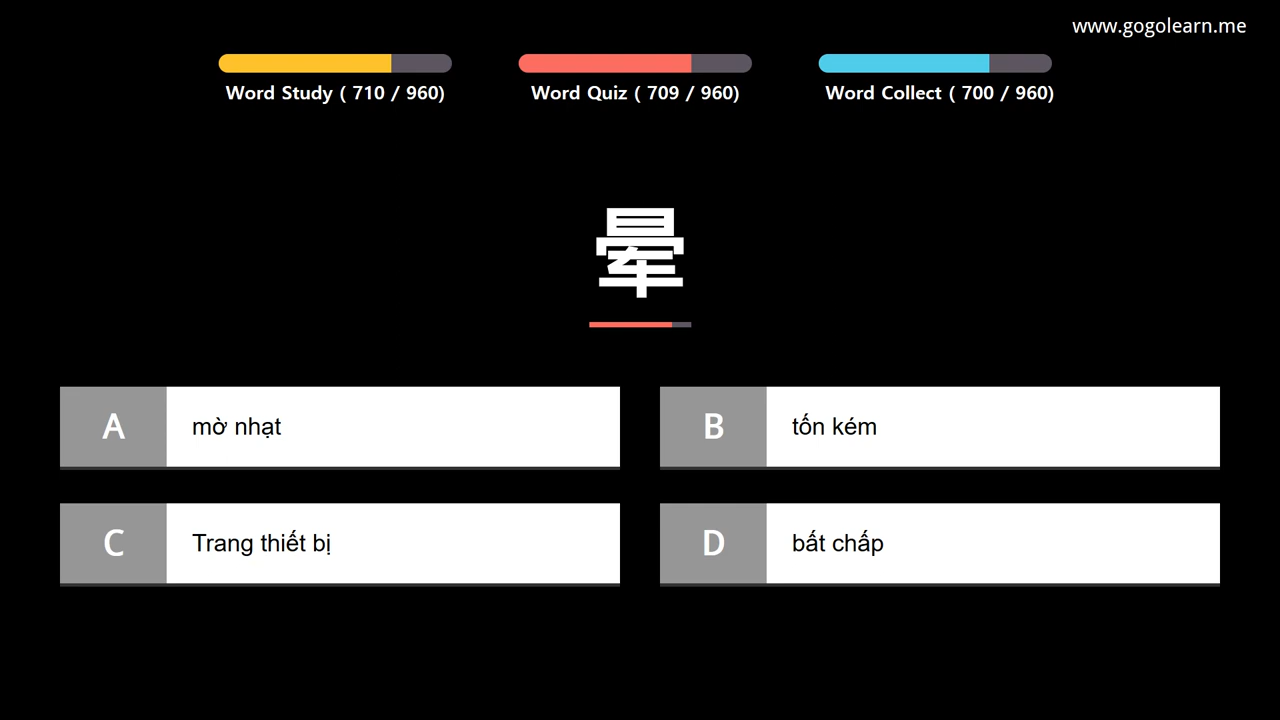 www.gogolearn.me
Word Study ( 710 / 960)
Word Quiz ( 709 / 960)
Word Collect ( 700 / 960)
晕
A mờ nhạt
B tốn kém
C Trang thiết bị
D bất chấp